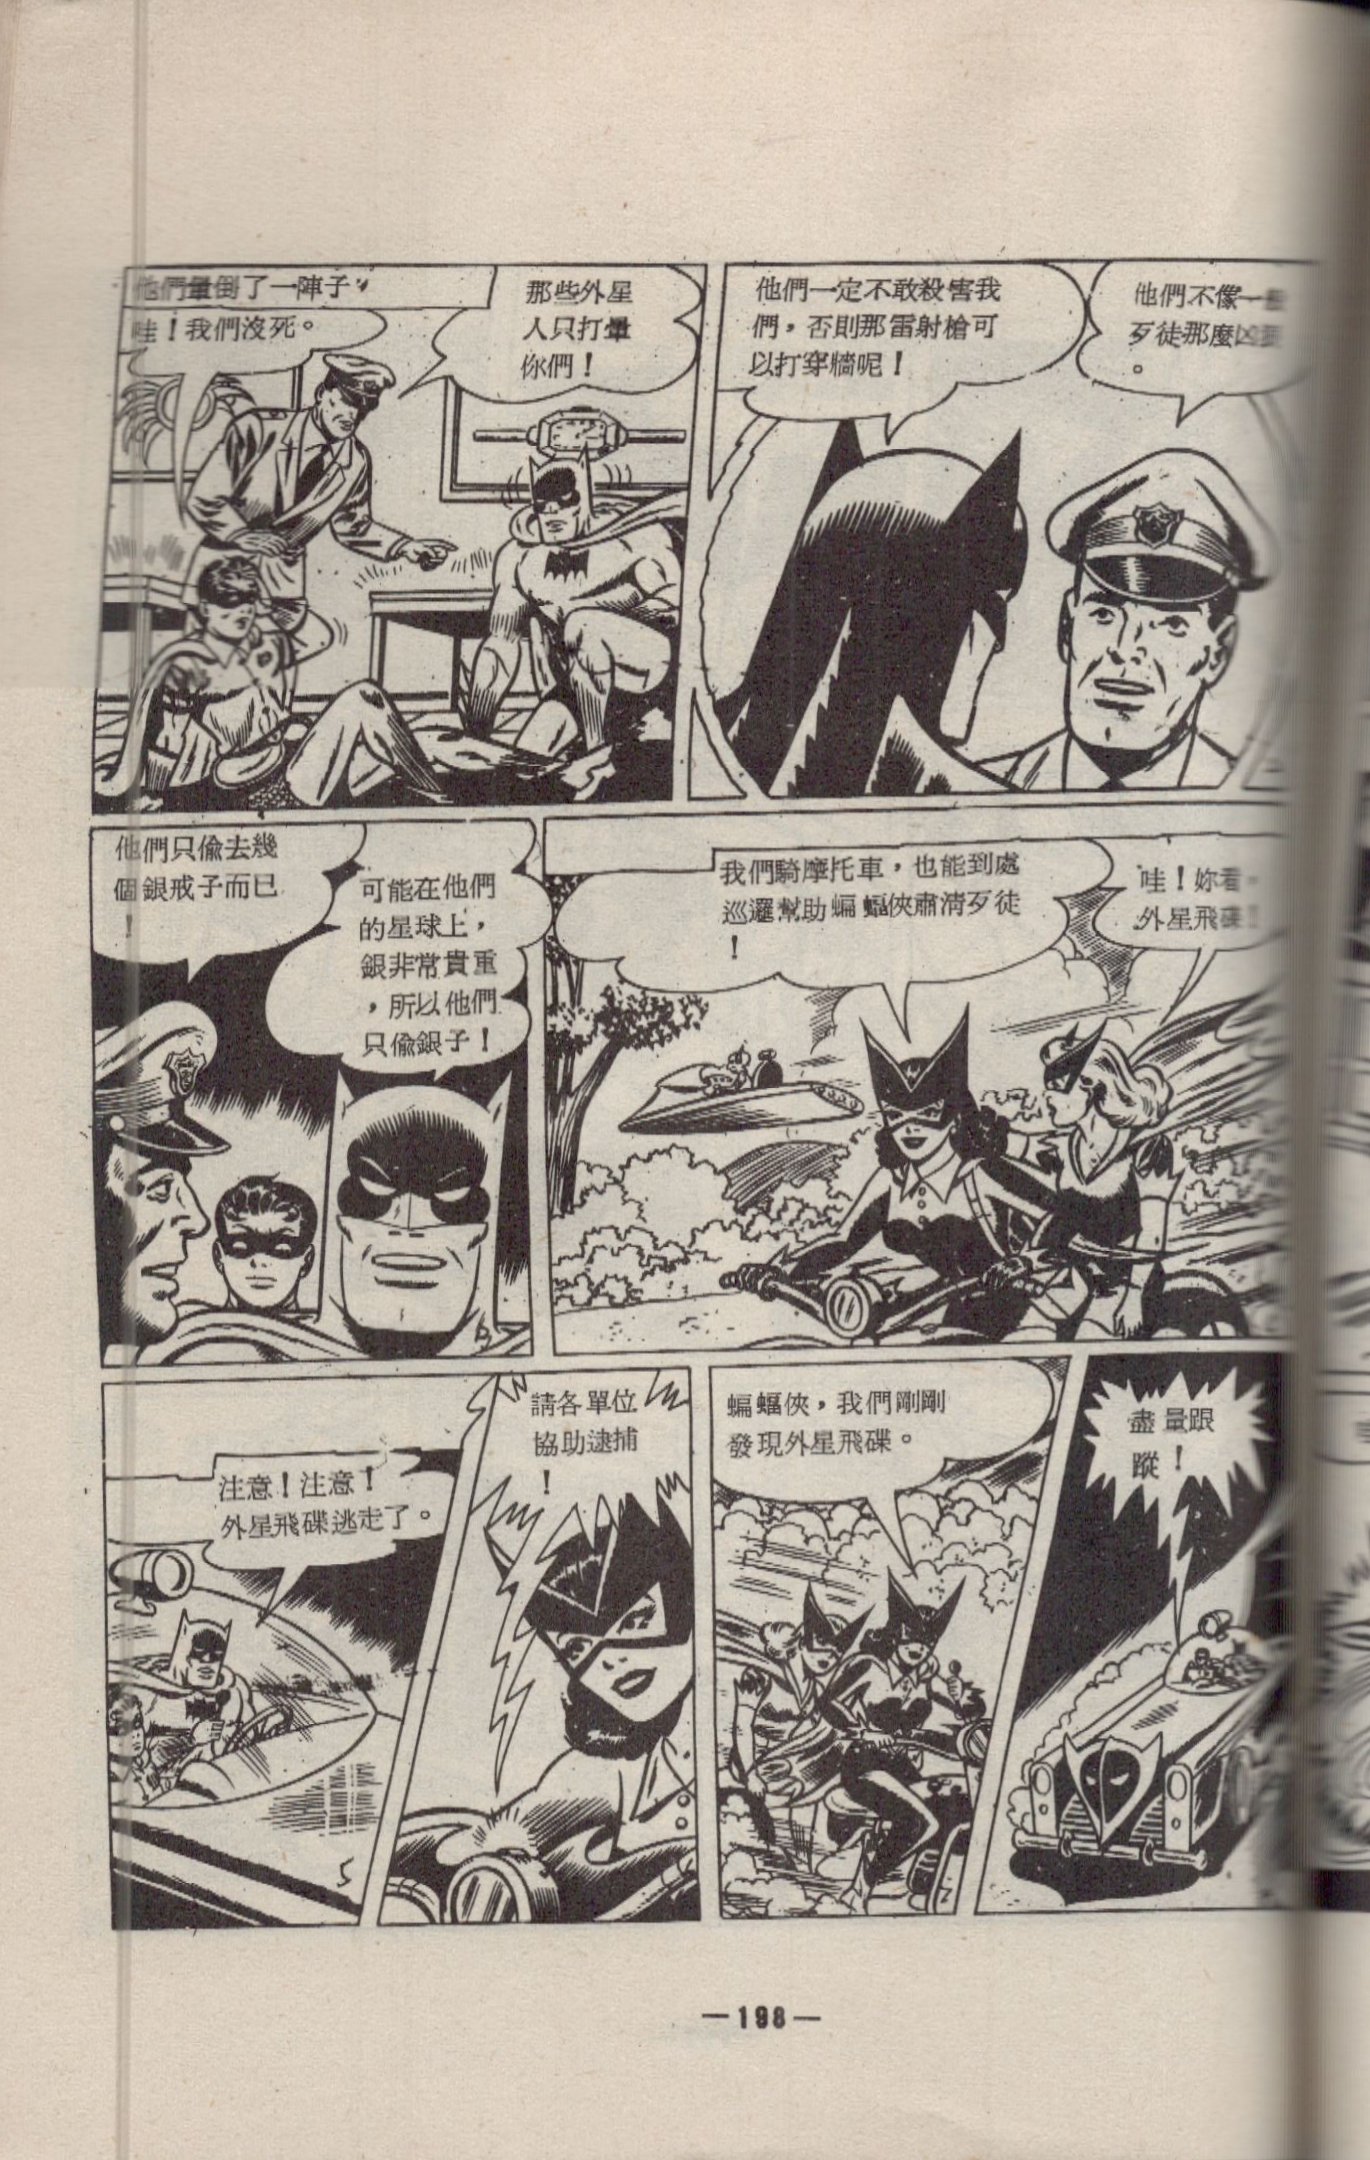 他們暈倒了一陣子，
哇！我們沒死。
那些外星
人只打暈
你們！
他們一定不敢殺害我
們，否則那雷射槍可
以打穿牆呢！
他們不像一
歹徒那麼凶
。
他們只偷去幾
個銀戒子而已
！
可能在他們
的星球上，
銀非常貴重
，所以他們
只偷銀子！
我們騎摩托車，也能到處
巡邏幫助蝙蝠俠肅清歹徒
！
哇！妳看，
外星飛碟！
注意！注意！
外星飛碟逃走了。
請各單位
協助逮捕
！
蝙蝠俠，我們剛剛
發現外星飛碟。
盡量跟
蹤！
—198—